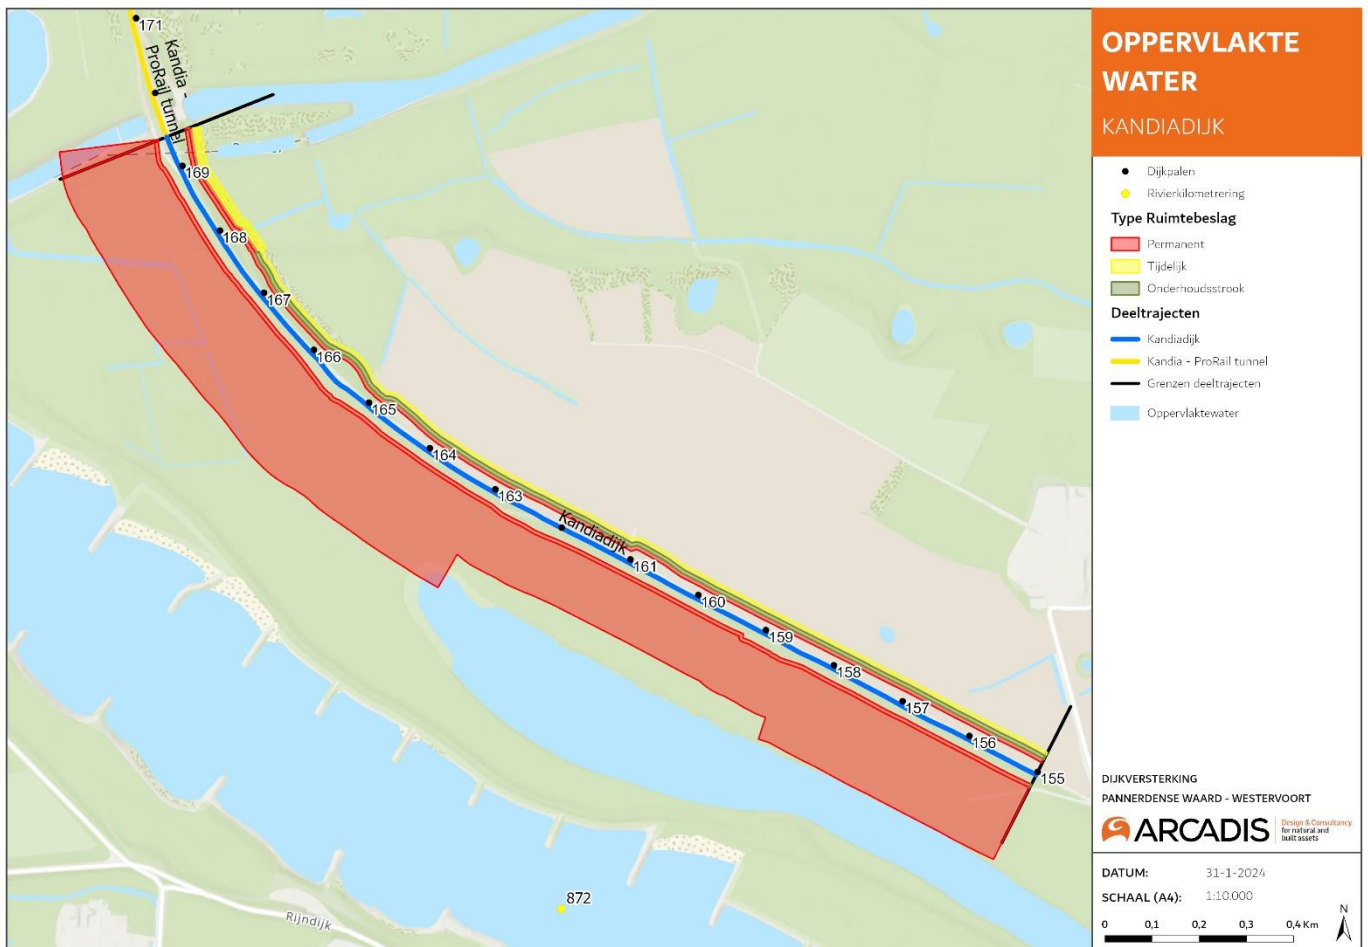 171
Kandia -
ProRail tunnel
169
168
167
166
165
164
163
Kandiadijk
161
160
159
158
157
156
155
872
Rijndijk
OPPERVLAKTE
WATER
KANDIADIJK
Dijkpalen
Rivierkilometrering
Type Ruimtebeslag
Permanent
Tijdelijk
Onderhoudsstrook
Deeltrajecten
Kandiadijk
Kandia - ProRail tunnel
Grenzen deeltrajecten
Oppervlaktewater
DIJKVERSTERKING
PANNERDENSE WAARD - WESTERVOORT
ARCADIS
Design & Consultancy
for natural and
built assets
DATUM: 31-1-2024
SCHAAL (A4): 1:10.000
0 0,1 0,2 0,3 0,4 Km
N